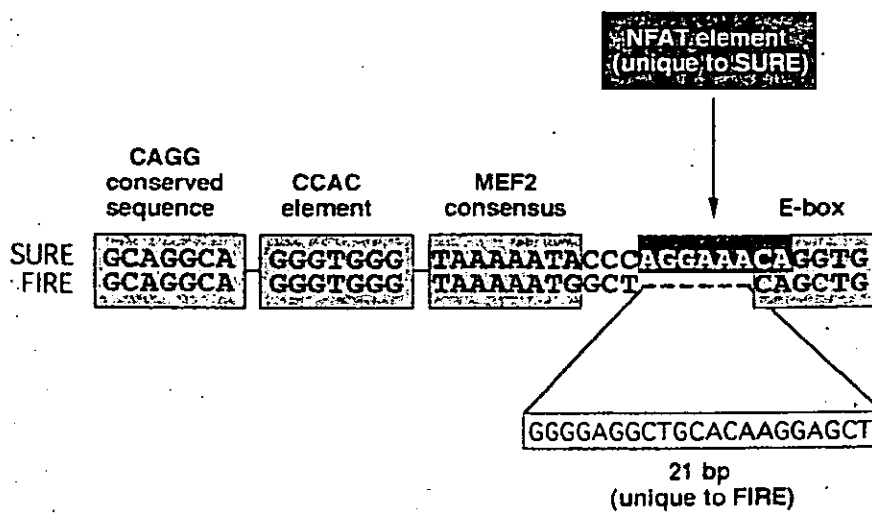 NFAT element
(unique to SURE)
CAGG
conserved
sequence
CCAC
element
MEF2
consensus
E-box
SURE GCAGGCA GGGTGGG TAAAAATACCCAGGAAACAGGTG
FIRE GCAGGCA GGGTGGG TAAAAATGGCT------CAGCTG
GGGGAGGCTGCACAAGGAGCT
21 bp
(unique to FIRE)